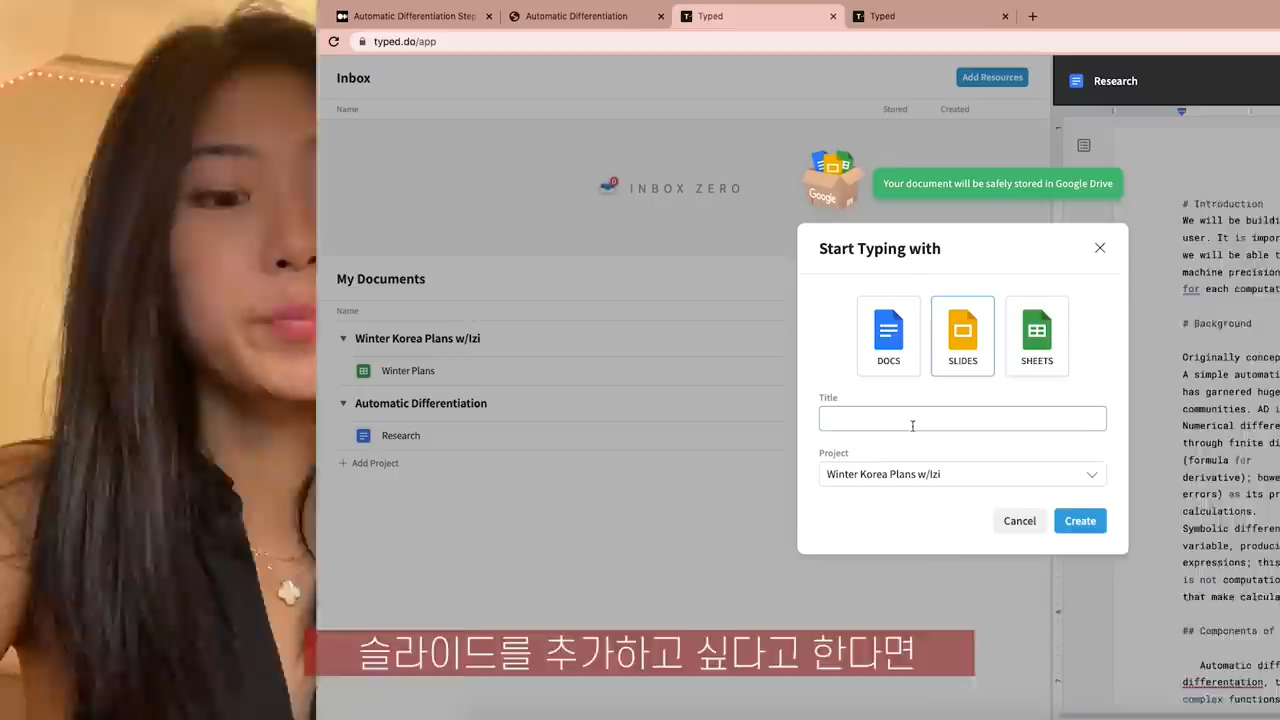 Automatic Differentiation Step
Automatic Differentiation
Typed
Typed
typed.do/app
Inbox
Add Resources
Name
Stored
Created
INBOX ZERO
0
Google
Your document will be safely stored in Google Drive
My Documents
Name
Winter Korea Plans w/Izi
Winter Plans
Automatic Differentiation
Research
+ Add Project
Start Typing with
DOCS
SLIDES
SHEETS
Title
Project
Winter Korea Plans w/Izi
Cancel
Create
Research
# Introduction
We will be buildi
user. It is impor
we will be able t
machine precision
for each computat
# Background
Originally concep
A simple automati
has garnered huge
communities. AD i
Numerical differe
through finite di
(formula for
derivative); howe
errors) as its pr
calculations.
Symbolic differen
variable, produci
expressions; this
is not computatio
that make calcula
## Components of
Automatic diff
differentiation, t
complex functions
슬라이드를 추가하고 싶다고 한다면